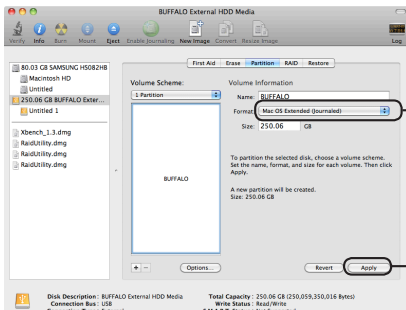 BUFFALO External HDD Media
Verify Info Burn Mount Eject Enable Journaling New Image Convert Resize Image Log
First Aid Erase Partition RAID Restore
80.03 GB SAMSUNG HS082HB
Macintosh HD
Untitled
250.06 GB BUFFALO Exter...
Untitled 1
Xbench_1.3.dmg
RaidUtility.dmg
RaidUtility.dmg
RaidUtility.dmg
Volume Scheme:
1 Partition
BUFFALO
+ - Options...
Volume Information
Name: BUFFALO
Format: Mac OS Extended (Journaled)
Size: 250.06 GB
To partition the selected disk, choose a volume scheme.
Set the name, format, and size for each volume. Then click
Apply.
A new partition will be created.
Size: 250.06 GB
Revert Apply
Disk Description : BUFFALO External HDD Media Total Capacity : 250.06 GB (250,059,350,016 Bytes)
Connection Bus : USB Write Status : Read/Write